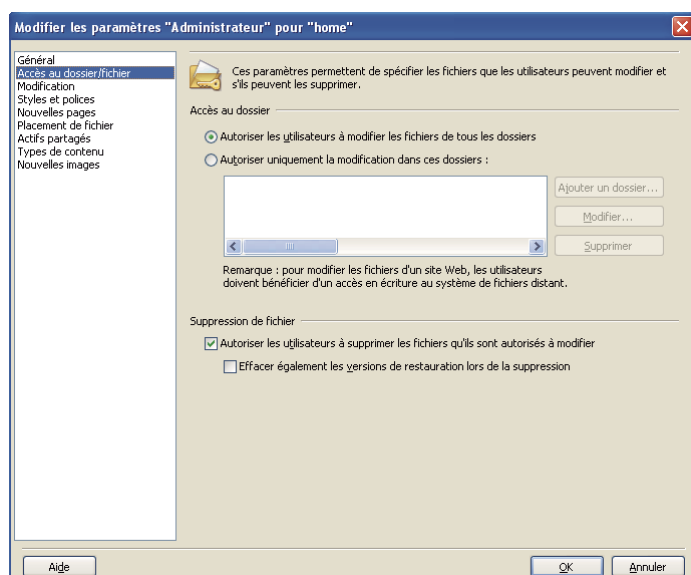 Modifier les paramètres "Administrateur" pour "home"
Général
Accès au dossier/fichier
Modification
Styles et polices
Nouvelles pages
Placement de fichier
Actifs partagés
Types de contenu
Nouvelles images
Ces paramètres permettent de spécifier les fichiers que les utilisateurs peuvent modifier et
s'ils peuvent les supprimer.
Accès au dossier
Autoriser les utilisateurs à modifier les fichiers de tous les dossiers
Autoriser uniquement la modification dans ces dossiers :
Ajouter un dossier...
Modifier...
Supprimer
Remarque : pour modifier les fichiers d'un site Web, les utilisateurs
doivent bénéficier d'un accès en écriture au système de fichiers distant.
Suppression de fichier
Autoriser les utilisateurs à supprimer les fichiers qu'ils sont autorisés à modifier
Effacer également les versions de restauration lors de la suppression
Aide
OK
Annuler